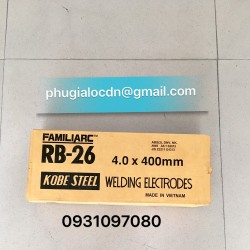 phugialocdn@gmail.com
FAMILIARC™
RB-26
4.0 x 400mm
KOBE STEEL
WELDING ELECTRODES
MADE IN VIETNAM
0931097080